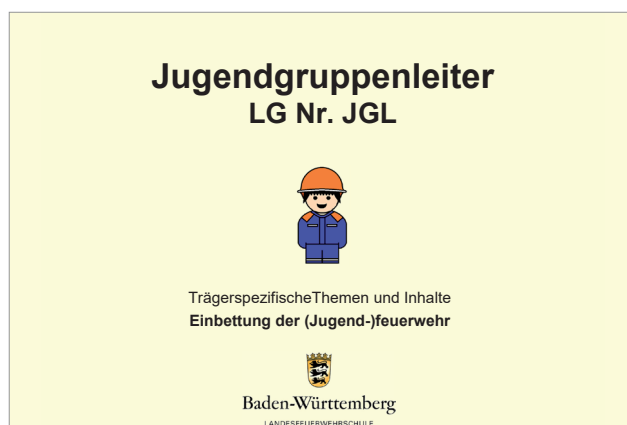 Jugendgruppenleiter
LG Nr. JGL
TrägerspezifischeThemen und Inhalte
Einbettung der (Jugend-)feuerwehr
Baden-Württemberg
LANDESFEUERWEHRSCHULE